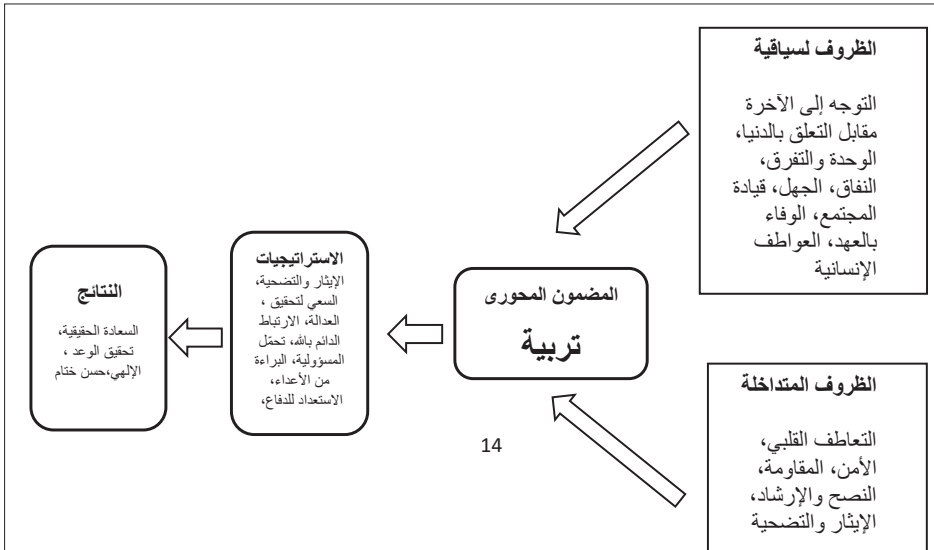 الظروف لسياقية
التوجه إلى الآخرة
مقابل التعلق بالدنيا،
الوحدة والتفرق،
النفاق، الجهل، قيادة
المجتمع، الوفاء
بالعهد، العواطف
الإنسانية
الظروف المتداخلة
التعاطف القلبي،
الأمن، المقاومة،
النصح والإرشاد،
الإيثار والتضحية
المضمون المحورى
تربية
الاستراتيجيات
الإيثار والتضحية،
السعي لتحقيق ،
العدالة، الارتباط
الدائم بالله، تحمّل
المسؤولية، البراءة
من الأعداء،
الاستعداد للدفاع،
النتائج
السعادة الحقيقية،
تحقيق الوعد ،
الإلهي،حسن ختام
14